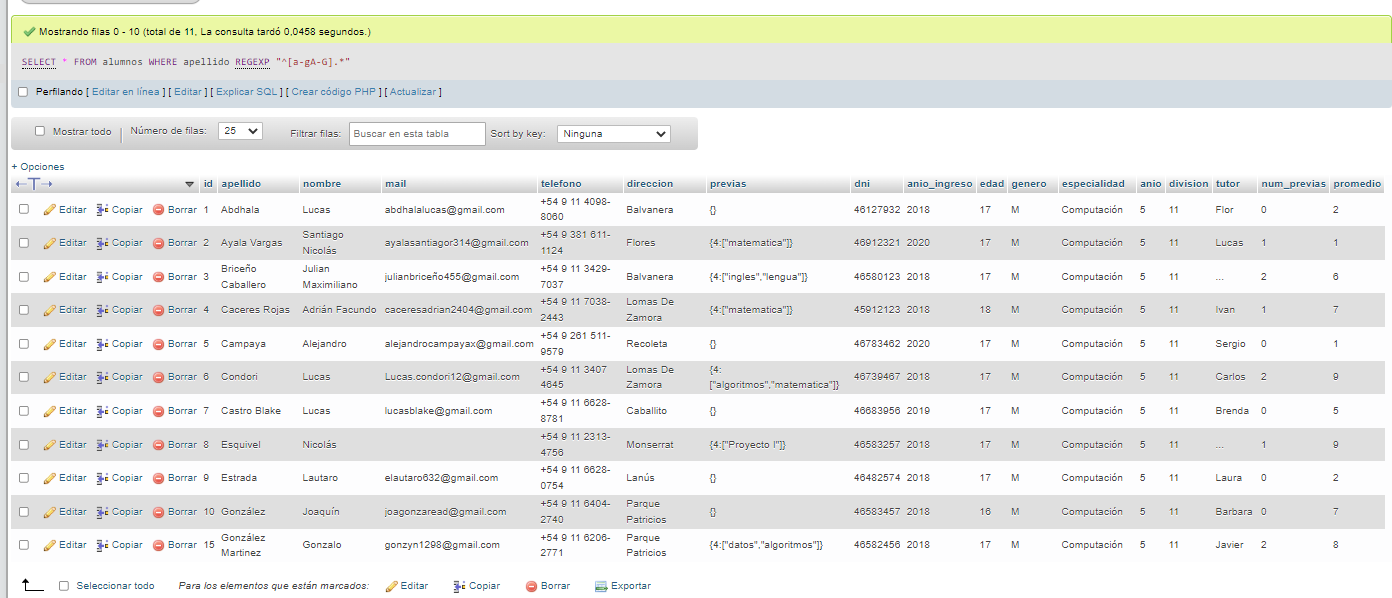 Mostrando filas 0 - 10 (total de 11, La consulta tardó 0,0458 segundos.)
SELECT * FROM alumnos WHERE apellido REGEXP "^[a-gA-G].*"
Perfilando [ Editar en línea ] [ Editar ] [ Explicar SQL ] [ Crear código PHP ] [ Actualizar ]
Mostrar todo Número de filas: 25 Filtrar filas: Buscar en esta tabla Sort by key: Ninguna
+ Opciones
←T→ id apellido nombre mail telefono direccion previas dni anio_ingreso edad genero especialidad anio division tutor num_previas promedio
Editar Copiar Borrar 1 Abdhala Lucas abdhalalucas@gmail.com +54 9 11 4098-8060 Balvanera {} 46127932 2018 17 M Computación 5 11 Flor 0 2
Editar Copiar Borrar 2 Ayala Vargas Santiago Nicolás ayalasantiagor314@gmail.com +54 9 381 611-1124 Flores {4:["matematica"]} 46912321 2020 17 M Computación 5 11 Lucas 1 1
Editar Copiar Borrar 3 Briceño Caballero Julian Maximiliano julianbriceño455@gmail.com +54 9 11 3429-7037 Balvanera {4:["ingles","lengua"]} 46580123 2018 17 M Computación 5 11 ... 2 6
Editar Copiar Borrar 4 Caceres Rojas Adrián Facundo caceresadrian2404@gmail.com +54 9 11 7038-2443 Lomas De Zamora {4:["matematica"]} 45912123 2018 18 M Computación 5 11 Ivan 1 7
Editar Copiar Borrar 5 Campaya Alejandro alejandrocampayax@gmail.com +54 9 261 511-9579 Recoleta {} 46783462 2020 17 M Computación 5 11 Sergio 0 1
Editar Copiar Borrar 6 Condori Lucas Lucas.condori12@gmail.com +54 9 11 3407 4645 Lomas De Zamora {4:["algoritmos","matematica"]} 46739467 2018 17 M Computación 5 11 Carlos 2 9
Editar Copiar Borrar 7 Castro Blake Lucas lucasblake@gmail.com +54 9 11 6628-8781 Caballito {} 46683956 2019 17 M Computación 5 11 Brenda 0 5
Editar Copiar Borrar 8 Esquivel Nicolás +54 9 11 2313-4756 Monserrat {4:["Proyecto I"]} 46583257 2018 17 M Computación 5 11 ... 1 9
Editar Copiar Borrar 9 Estrada Lautaro elautaro632@gmail.com +54 9 11 6628-0754 Lanús {} 46482574 2018 17 M Computación 5 11 Laura 0 2
Editar Copiar Borrar 10 González Joaquín joagonzaread@gmail.com +54 9 11 6404-2740 Parque Patricios {} 46583457 2018 16 M Computación 5 11 Barbara 0 7
Editar Copiar Borrar 15 González Martinez Gonzalo gonzyn1298@gmail.com +54 9 11 6206-2771 Parque Patricios {4:["datos","algoritmos"]} 46582456 2018 17 M Computación 5 11 Javier 2 8
Seleccionar todo Para los elementos que están marcados: Editar Copiar Borrar Exportar